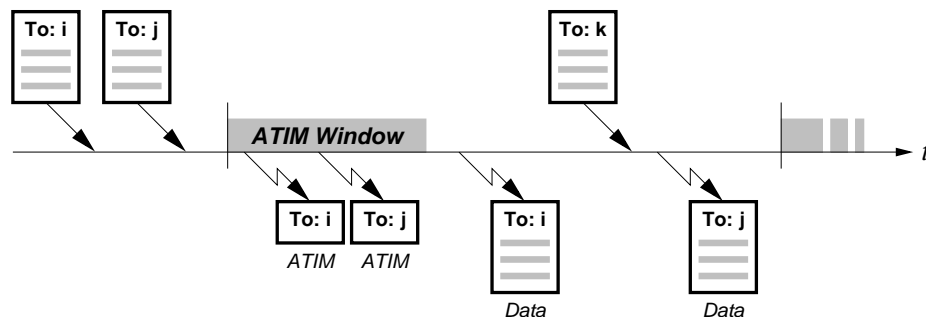 To: i
To: j
To: k
ATIM Window
t
To: i
To: j
To: i
To: j
ATIM
ATIM
Data
Data